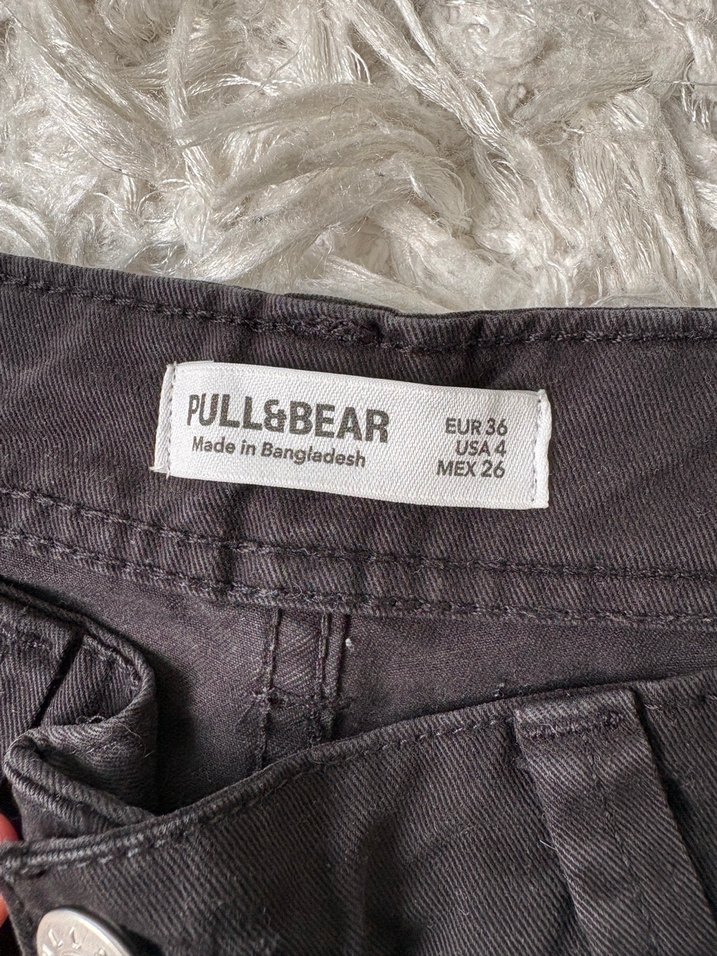 PULL&BEAR
Made in Bangladesh
EUR 36
USA 4
MEX 26